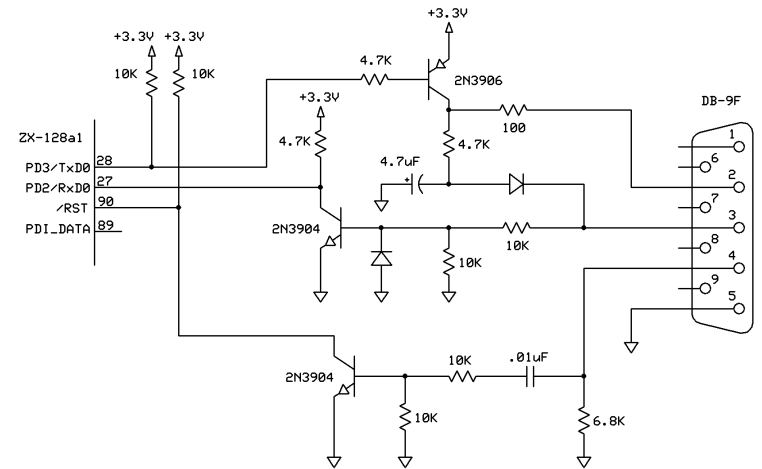 +3.3V
+3.3V +3.3V
10K 10K
4.7K
2N3906
+3.3V
DB-9F
100
ZX-128a1
4.7K
4.7K
1
PD3/TxD0 28
4.7uF
6
+
2
PD2/RxD0 27
/RST 90
7
2N3904
3
PDI_DATA 89
10K
8
10K
4
9
5
.01uF
10K
2N3904
10K
6.8K